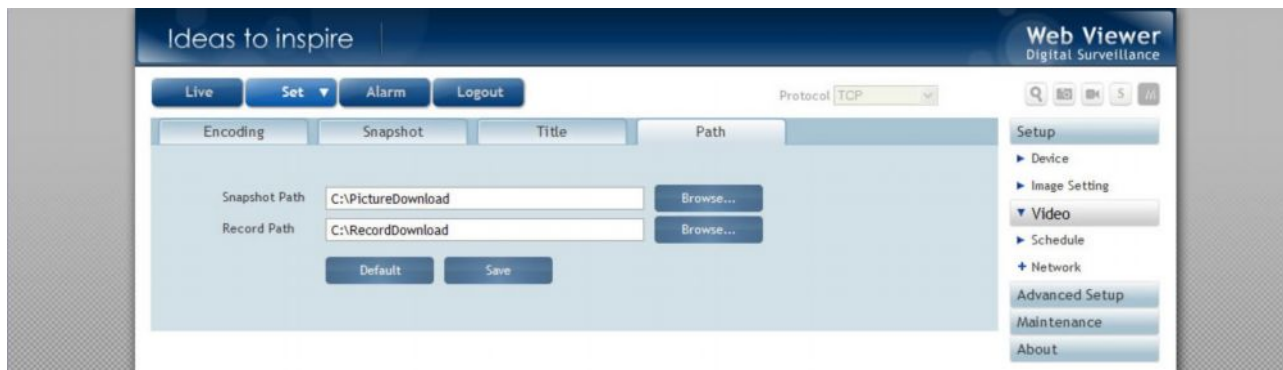 Ideas to inspire
Web Viewer
Digital Surveillance
Live Set Alarm Logout Protocol TCP S M
Encoding Snapshot Title Path Setup
Device
Image Setting
Snapshot Path C:\PictureDownload Browse...
Video
Record Path C:\RecordDownload Browse...
Schedule
Default Save
Network
Advanced Setup
Maintenance
About